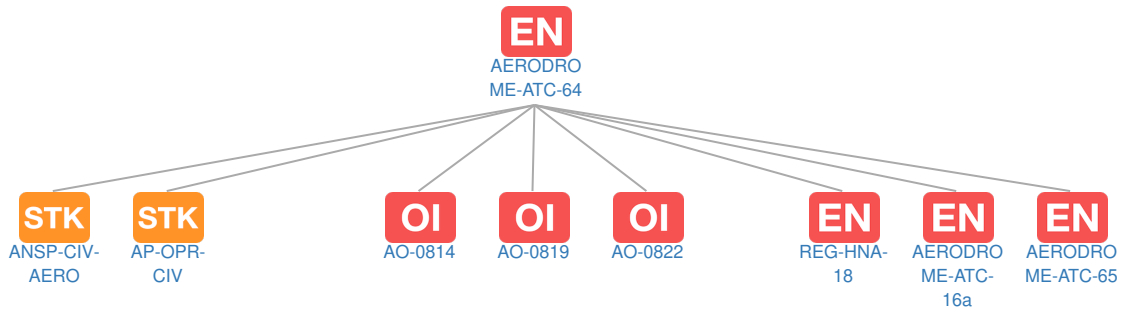 EN
AERODRO
ME-ATC-64
STK
ANSP-CIV-
AERO
STK
AP-OPR-
CIV
OI
AO-0814
OI
AO-0819
OI
AO-0822
EN
REG-HNA-
18
EN
AERODRO
ME-ATC-
16a
EN
AERODRO
ME-ATC-65